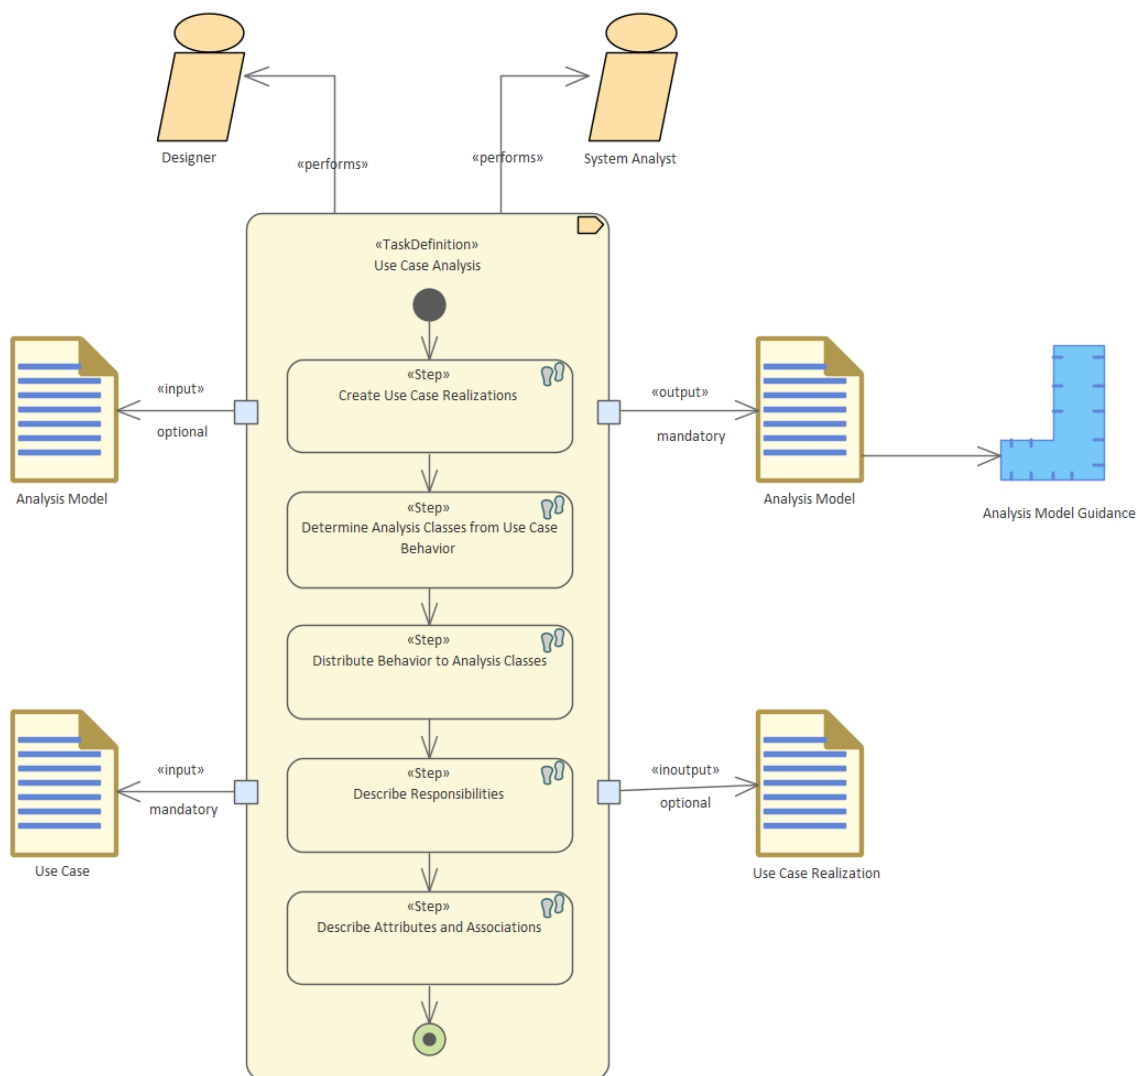 Designer
System Analyst
«performs»
«performs»
«TaskDefinition»
Use Case Analysis
«Step»
Create Use Case Realizations
«input»
optional
Analysis Model
«output»
mandatory
Analysis Model
Analysis Model Guidance
«Step»
Determine Analysis Classes from Use Case
Behavior
«Step»
Distribute Behavior to Analysis Classes
«Step»
Describe Responsibilities
«input»
mandatory
Use Case
«inoutput»
optional
Use Case Realization
«Step»
Describe Attributes and Associations